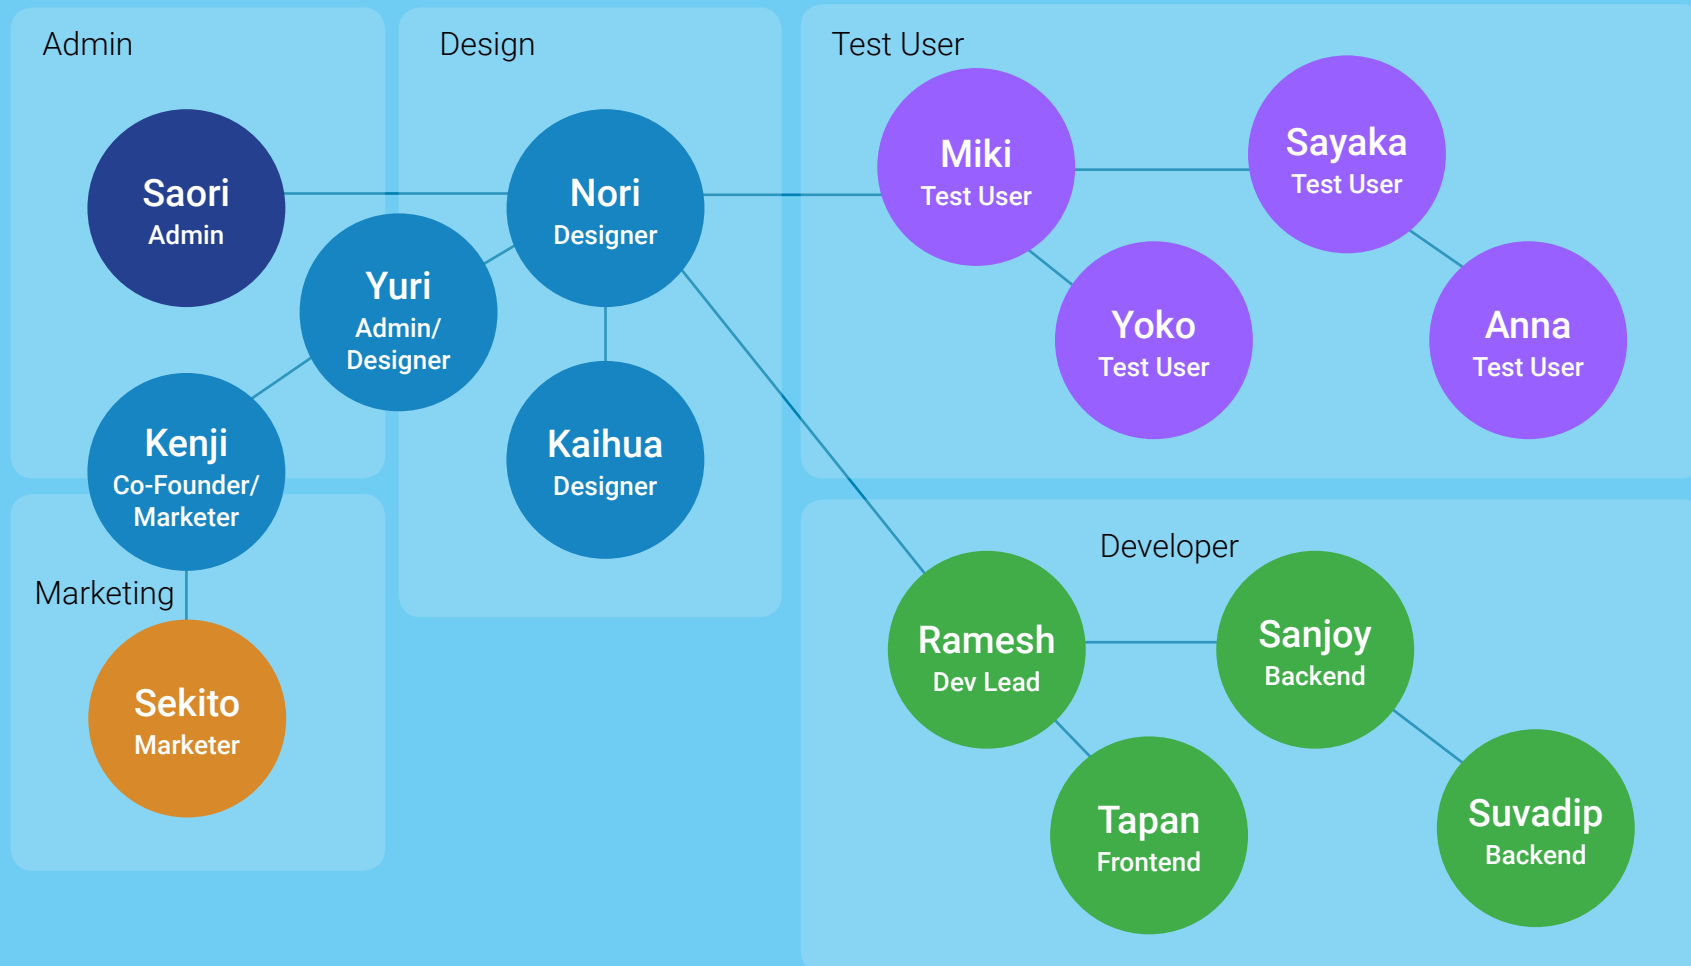 Admin
Saori
Admin
Yuri
Admin/
Designer
Kenji
Co-Founder/
Marketer
Marketing
Sekito
Marketer
Design
Nori
Designer
Kaihua
Designer
Test User
Miki
Test User
Sayaka
Test User
Yoko
Test User
Anna
Test User
Developer
Ramesh
Dev Lead
Sanjoy
Backend
Tapan
Frontend
Suvadip
Backend